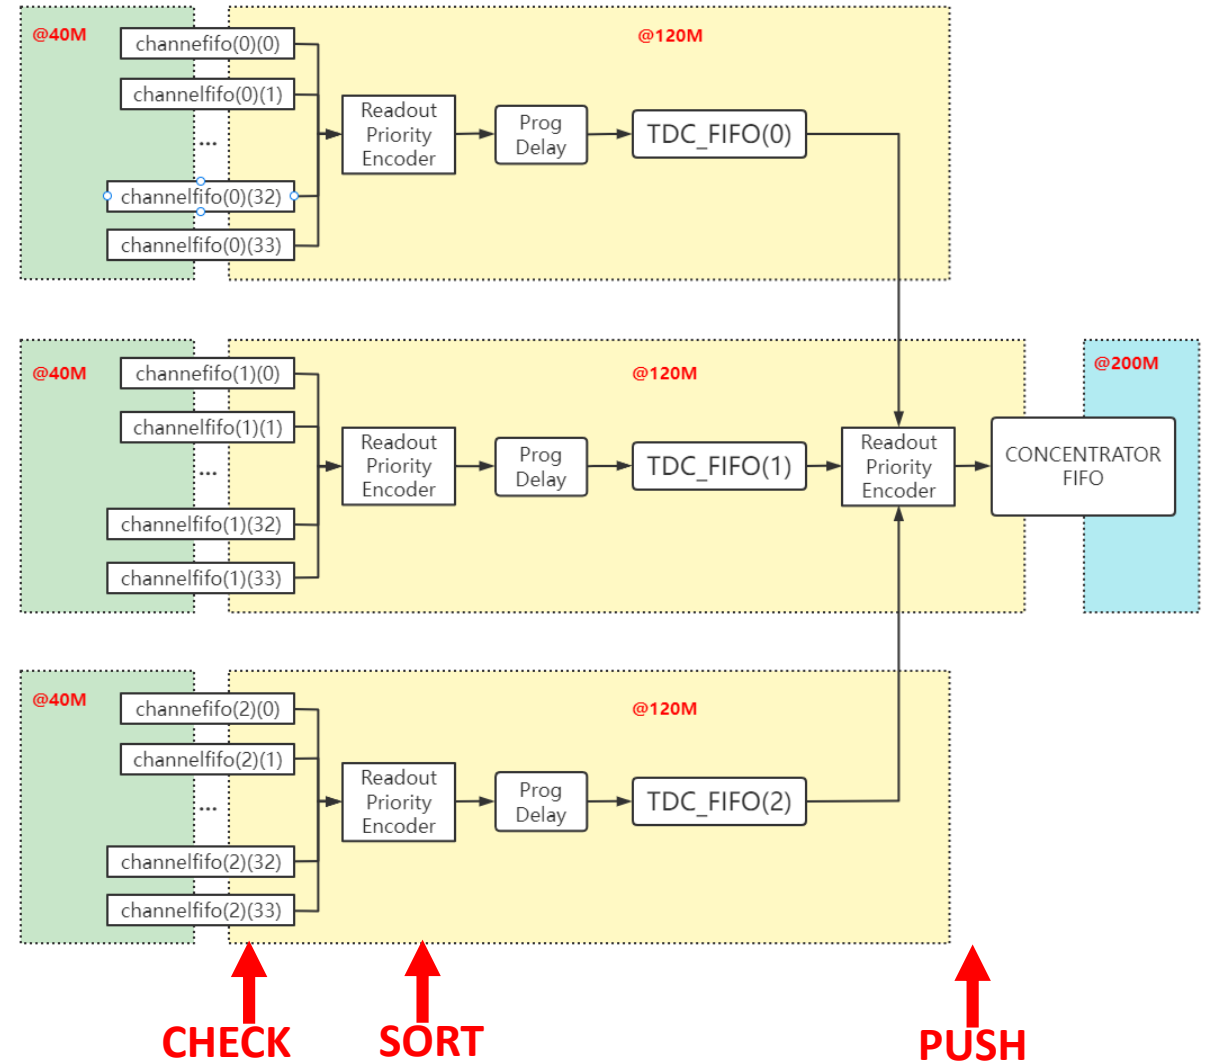 @40M
@120M
channefifo(0)(0)
channelfifo(0)(1)
...
channelfifo(0)(32)
channelfifo(0)(33)
Readout
Priority
Encoder
Prog
Delay
TDC_FIFO(0)
@40M
@120M
@200M
channefifo(1)(0)
channelfifo(1)(1)
...
channelfifo(1)(32)
channelfifo(1)(33)
Readout
Priority
Encoder
Prog
Delay
TDC_FIFO(1)
Readout
Priority
Encoder
CONCENTRATOR
FIFO
@40M
@120M
channefifo(2)(0)
channelfifo(2)(1)
...
channelfifo(2)(32)
channelfifo(2)(33)
Readout
Priority
Encoder
Prog
Delay
TDC_FIFO(2)
CHECK
SORT
PUSH